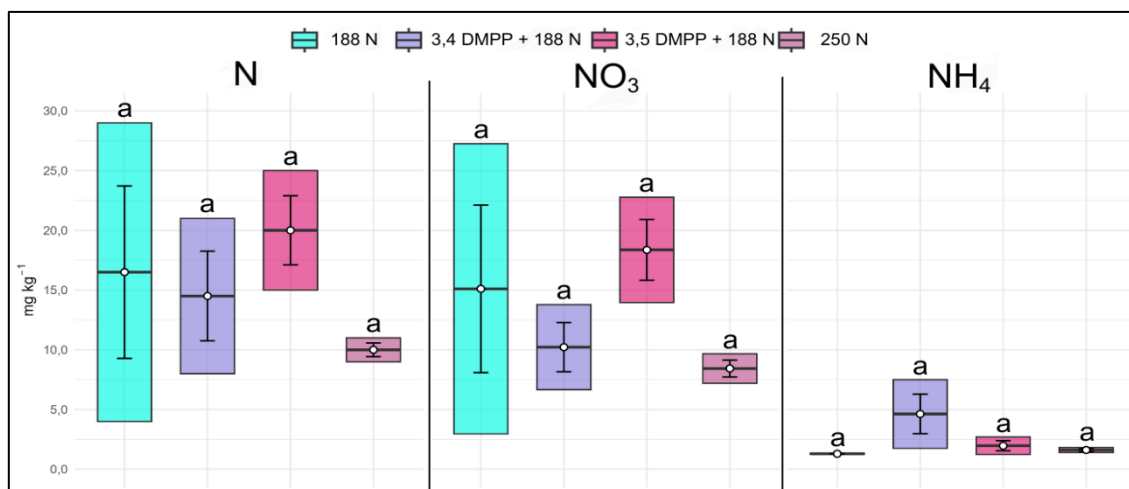 188 N 3,4 DMPP + 188 N 3,5 DMPP + 188 N 250 N
N NO₃ NH₄
30,0
25,0
20,0
15,0
10,0
5,0
0,0
mg kg⁻¹
a a a a
a a a a
a a a a